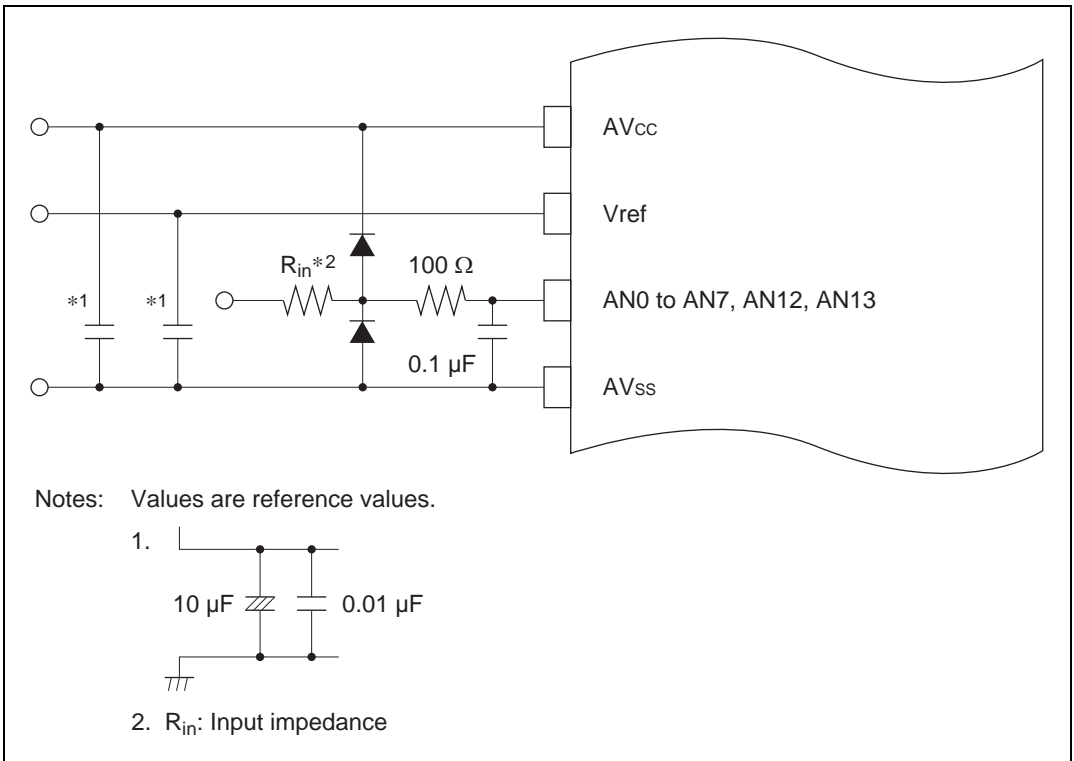 AVcc
Vref
Rin*2 100 Ω
*1 *1 AN0 to AN7, AN12, AN13
0.1 µF
AVss
Notes: Values are reference values.
1.
10 µF 0.01 µF
2. Rin: Input impedance